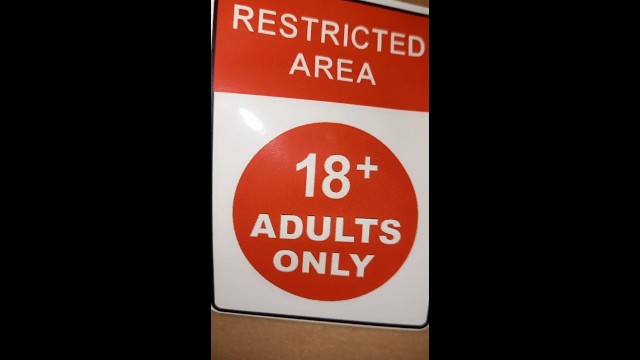 RESTRICTED
AREA
18+
ADULTS
ONLY